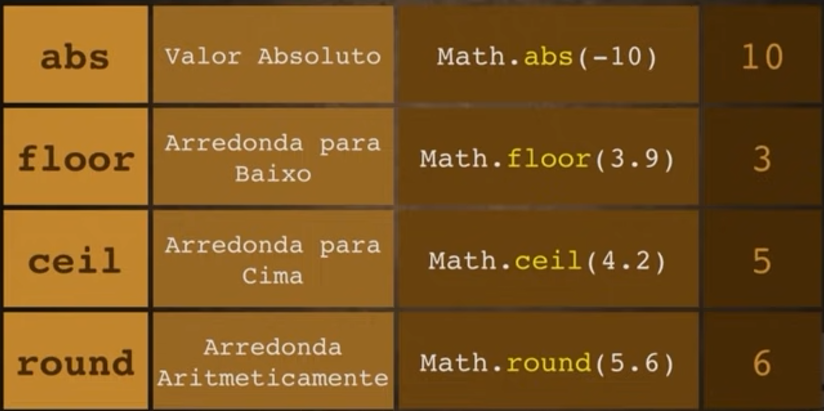 abs Valor Absoluto Math.abs(-10) 10
floor Arredonda para Baixo Math.floor(3.9) 3
ceil Arredonda para Cima Math.ceil(4.2) 5
round Arredonda Aritmeticamente Math.round(5.6) 6